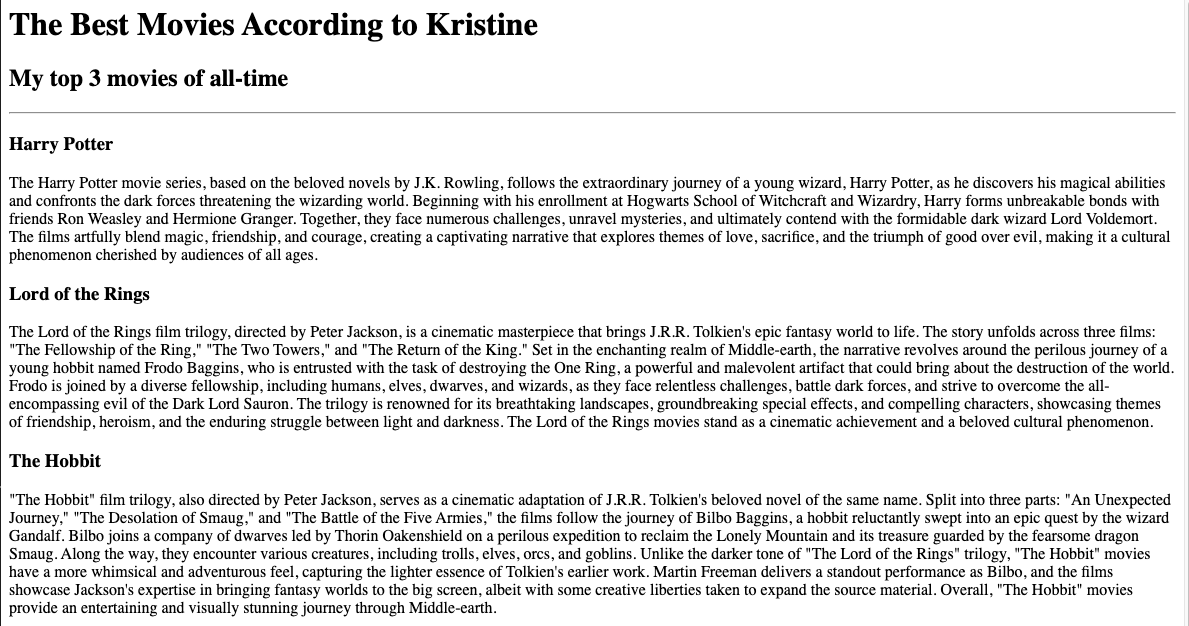 The Best Movies According to Kristine
My top 3 movies of all-time
Harry Potter
The Harry Potter movie series, based on the beloved novels by J.K. Rowling, follows the extraordinary journey of a young wizard, Harry Potter, as he discovers his magical abilities
and confronts the dark forces threatening the wizarding world. Beginning with his enrollment at Hogwarts School of Witchcraft and Wizardry, Harry forms unbreakable bonds with
friends Ron Weasley and Hermione Granger. Together, they face numerous challenges, unravel mysteries, and ultimately contend with the formidable dark wizard Lord Voldemort.
The films artfully blend magic, friendship, and courage, creating a captivating narrative that explores themes of love, sacrifice, and the triumph of good over evil, making it a cultural
phenomenon cherished by audiences of all ages.
Lord of the Rings
The Lord of the Rings film trilogy, directed by Peter Jackson, is a cinematic masterpiece that brings J.R.R. Tolkien's epic fantasy world to life. The story unfolds across three films:
"The Fellowship of the Ring," "The Two Towers," and "The Return of the King." Set in the enchanting realm of Middle-earth, the narrative revolves around the perilous journey of a
young hobbit named Frodo Baggins, who is entrusted with the task of destroying the One Ring, a powerful and malevolent artifact that could bring about the destruction of the world.
Frodo is joined by a diverse fellowship, including humans, elves, dwarves, and wizards, as they face relentless challenges, battle dark forces, and strive to overcome the all-
encompassing evil of the Dark Lord Sauron. The trilogy is renowned for its breathtaking landscapes, groundbreaking special effects, and compelling characters, showcasing themes
of friendship, heroism, and the enduring struggle between light and darkness. The Lord of the Rings movies stand as a cinematic achievement and a beloved cultural phenomenon.
The Hobbit
"The Hobbit" film trilogy, also directed by Peter Jackson, serves as a cinematic adaptation of J.R.R. Tolkien's beloved novel of the same name. Split into three parts: "An Unexpected
Journey," "The Desolation of Smaug," and "The Battle of the Five Armies," the films follow the journey of Bilbo Baggins, a hobbit reluctantly swept into an epic quest by the wizard
Gandalf. Bilbo joins a company of dwarves led by Thorin Oakenshield on a perilous expedition to reclaim the Lonely Mountain and its treasure guarded by the fearsome dragon
Smaug. Along the way, they encounter various creatures, including trolls, elves, orcs, and goblins. Unlike the darker tone of "The Lord of the Rings" trilogy, "The Hobbit" movies
have a more whimsical and adventurous feel, capturing the lighter essence of Tolkien's earlier work. Martin Freeman delivers a standout performance as Bilbo, and the films
showcase Jackson's expertise in bringing fantasy worlds to the big screen, albeit with some creative liberties taken to expand the source material. Overall, "The Hobbit" movies
provide an entertaining and visually stunning journey through Middle-earth.